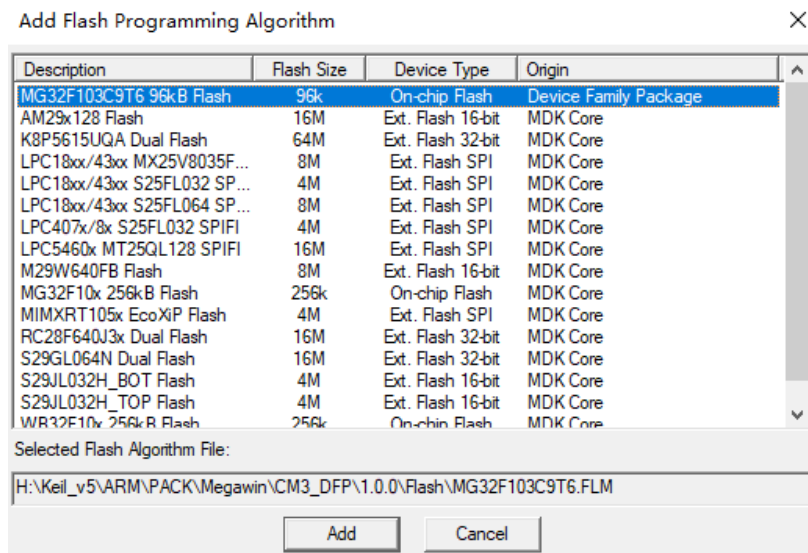 Add Flash Programming Algorithm
Description Flash Size Device Type Origin
MG32F103C9T6 96kB Flash 96k On-chip Flash Device Family Package
AM29x128 Flash 16M Ext. Flash 16-bit MDK Core
K8P5615UQA Dual Flash 64M Ext. Flash 32-bit MDK Core
LPC18xx/43xx MX25V8035F... 8M Ext. Flash SPI MDK Core
LPC18xx/43xx S25FL032 SP... 4M Ext. Flash SPI MDK Core
LPC18xx/43xx S25FL064 SP... 8M Ext. Flash SPI MDK Core
LPC407x/8x S25FL032 SPIFI 4M Ext. Flash SPI MDK Core
LPC5460x MT25QL128 SPIFI 16M Ext. Flash SPI MDK Core
M29W640FB Flash 8M Ext. Flash 16-bit MDK Core
MG32F10x 256kB Flash 256k On-chip Flash MDK Core
MIMXRT105x EcoXiP Flash 4M Ext. Flash SPI MDK Core
RC28F640J3x Dual Flash 16M Ext. Flash 32-bit MDK Core
S29GL064N Dual Flash 16M Ext. Flash 32-bit MDK Core
S29JL032H_BOT Flash 4M Ext. Flash 16-bit MDK Core
S29JL032H_TOP Flash 4M Ext. Flash 16-bit MDK Core
WB32F10x 256kB Flash 256k On-chip Flash MDK Core
Selected Flash Algorithm File:
H:\Keil_v5\ARM\PACK\Megawin\CM3_DFP\1.0.0\Flash\MG32F103C9T6.FLM
Add Cancel